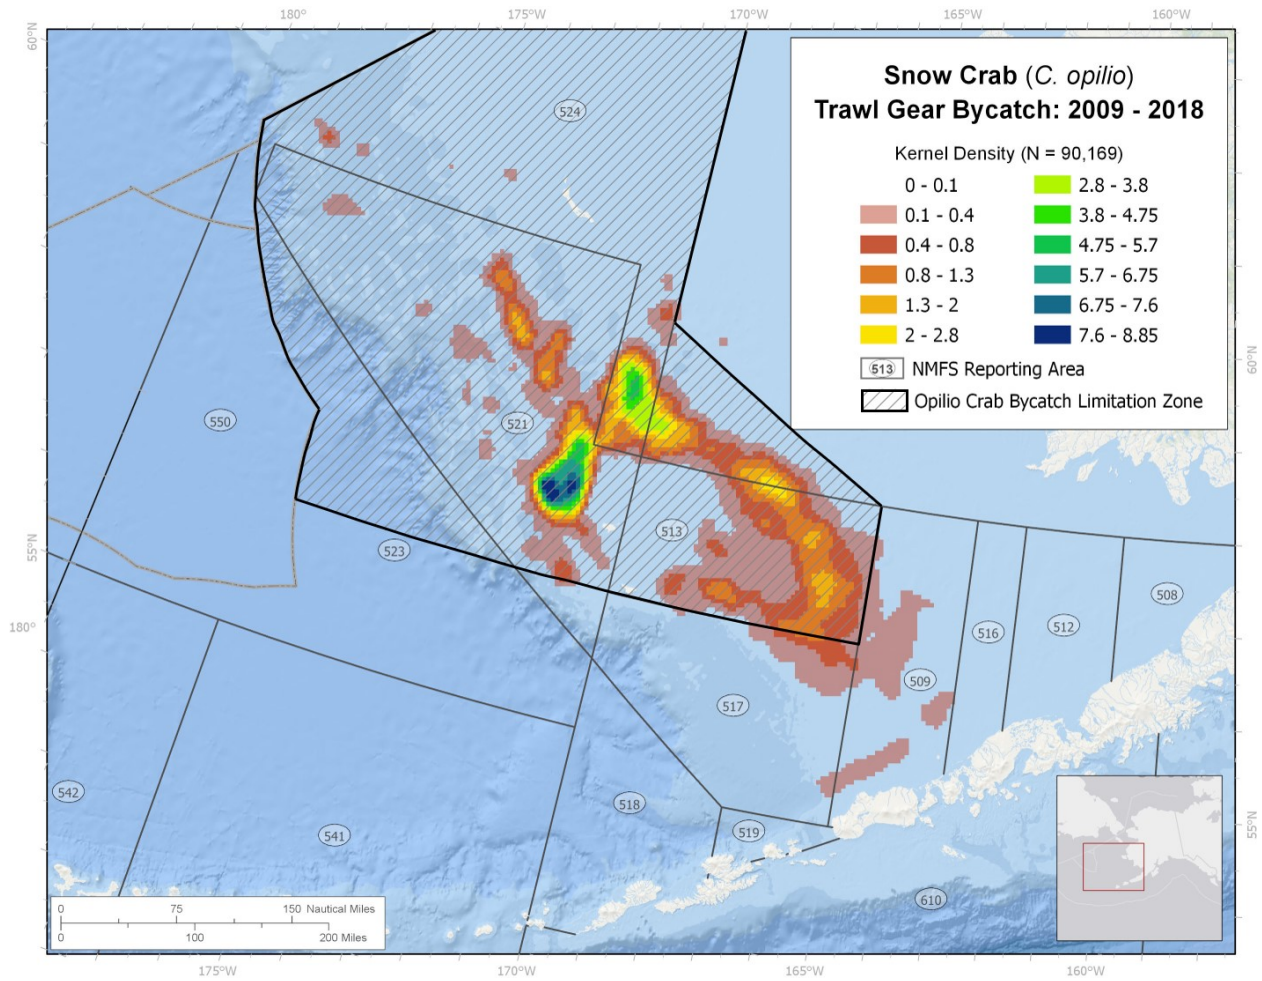 180°
175°W
170°W
165°W
160°W
60°N
Snow Crab (C. opilio)
Trawl Gear Bycatch: 2009 - 2018
Kernel Density (N = 90,169)
0 - 0.1
0.1 - 0.4
0.4 - 0.8
0.8 - 1.3
1.3 - 2
2 - 2.8
2.8 - 3.8
3.8 - 4.75
4.75 - 5.7
5.7 - 6.75
6.75 - 7.6
7.6 - 8.85
513 NMFS Reporting Area
Opilio Crab Bycatch Limitation Zone
524
60°N
550
521
513
55°N
523
508
180°
512
516
509
517
542
518
541
519
55°N
610
0 75 150 Nautical Miles
0 100 200 Miles
175°W
170°W
165°W
160°W